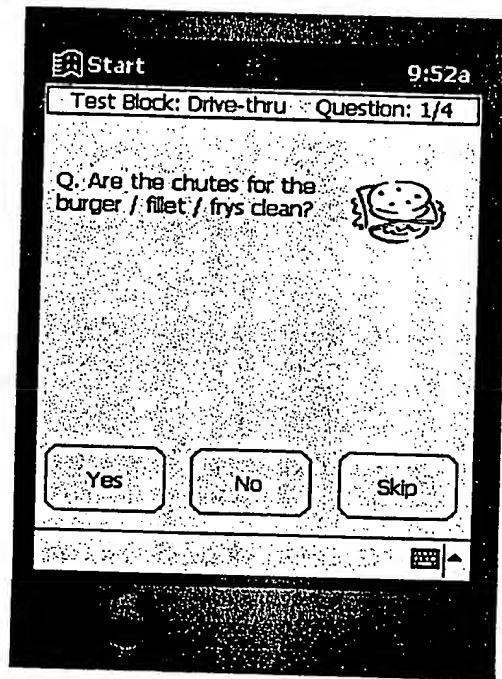 Start
9:52a
Test Block: Drive-thru Question: 1/4
Q. Are the chutes for the
burger / fillet / frys clean?
Yes No Skip